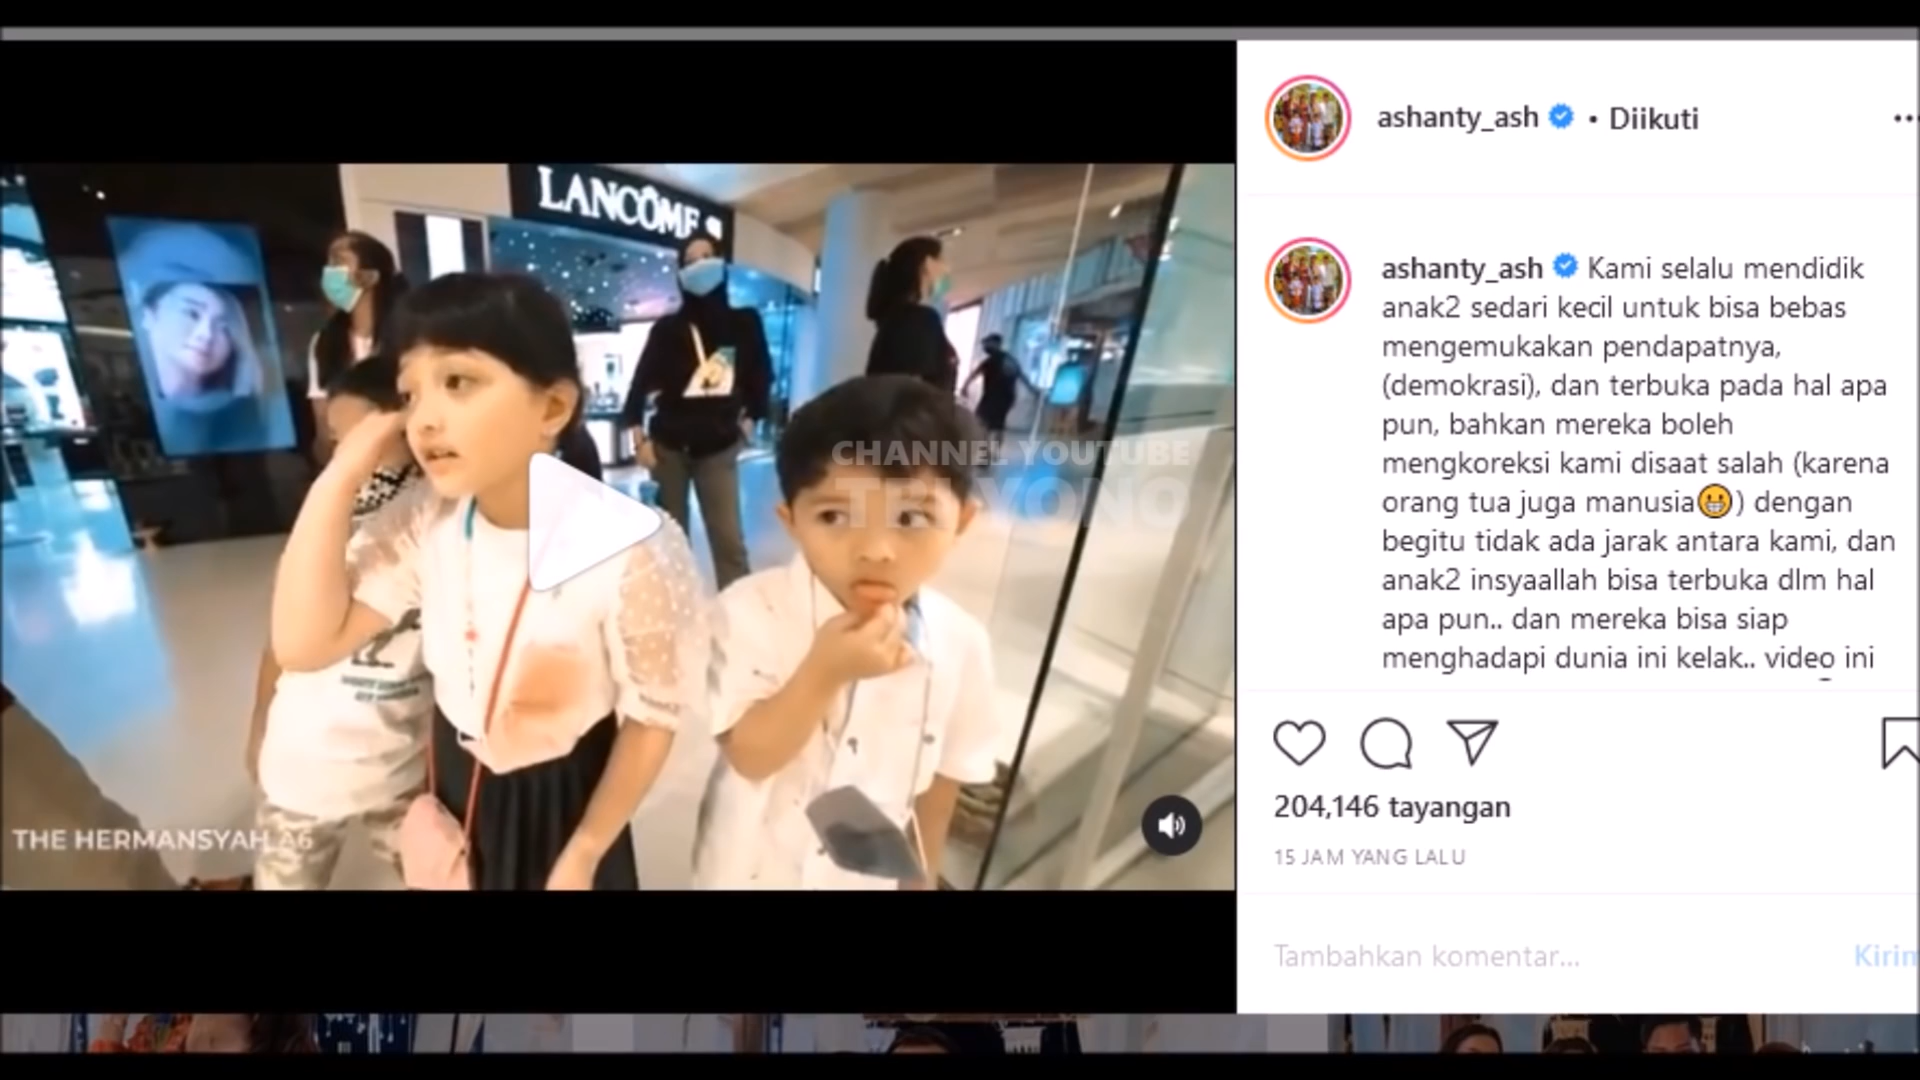 LANCÔME
CHANNEL YOUTUBE
TELYONO
THE HERMANSYAH A6
ashanty_ash • Diikuti
ashanty_ash Kami selalu mendidik
anak2 sedari kecil untuk bisa bebas
mengemukakan pendapatnya,
(demokrasi), dan terbuka pada hal apa
pun, bahkan mereka boleh
mengkoreksi kami disaat salah (karena
orang tua juga manusia😀) dengan
begitu tidak ada jarak antara kami, dan
anak2 insyaallah bisa terbuka dlm hal
apa pun.. dan mereka bisa siap
menghadapi dunia ini kelak.. video ini
204,146 tayangan
15 JAM YANG LALU
Tambahkan komentar...
Kirim